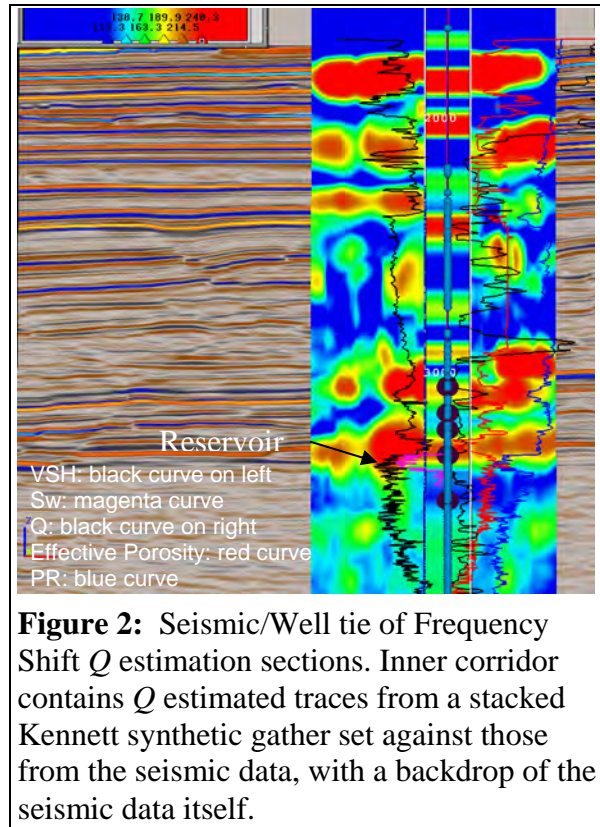 138.7 189.9 240.3
163.3 214.5
2000
3000
Reservoir
VSH: black curve on left
Sw: magenta curve
Q: black curve on right
Effective Porosity: red curve
PR: blue curve
Figure 2: Seismic/Well tie of Frequency
Shift Q estimation sections. Inner corridor
contains Q estimated traces from a stacked
Kennett synthetic gather set against those
from the seismic data, with a backdrop of the
seismic data itself.